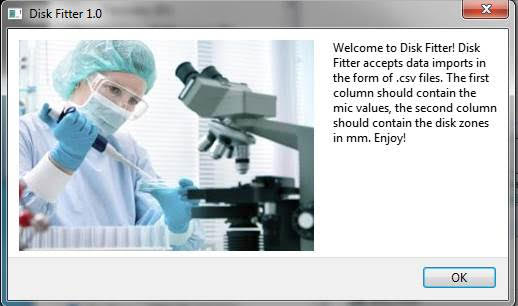 Disk Fitter 1.0
Welcome to Disk Fitter! Disk
Fitter accepts data imports in
the form of .csv files. The first
column should contain the
mic values, the second column
should contain the disk zones
in mm. Enjoy!
OK